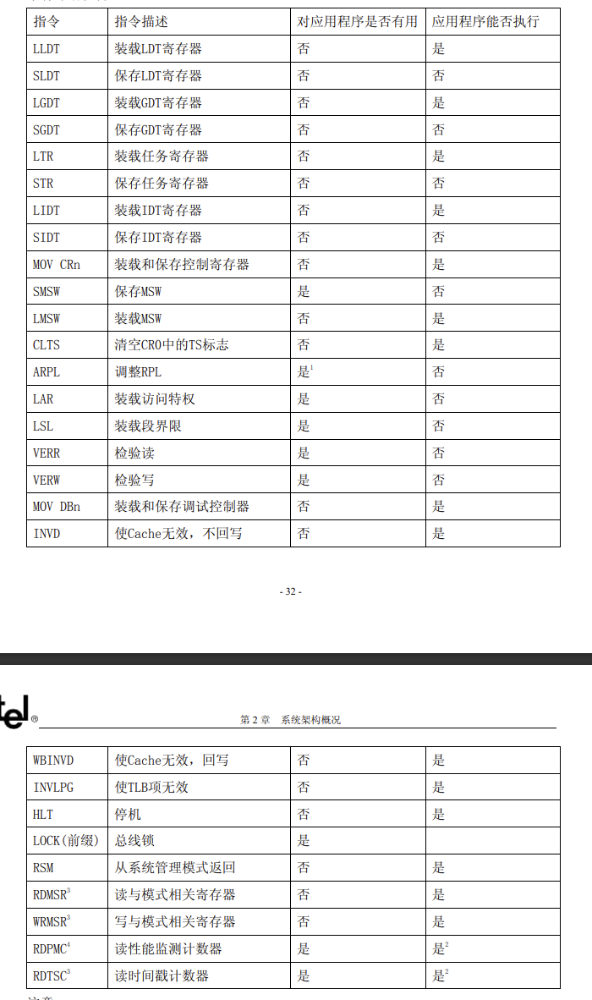 指令 指令描述 对应用程序是否有用 应用程序能否执行
LLDT 装载LDT寄存器 否 是
SLDT 保存LDT寄存器 否 否
LGDT 装载GDT寄存器 否 是
SGDT 保存GDT寄存器 否 否
LTR 装载任务寄存器 否 是
STR 保存任务寄存器 否 否
LIDT 装载IDT寄存器 否 是
SIDT 保存IDT寄存器 否 否
MOV CRn 装载和保存控制寄存器 否 是
SMSW 保存MSW 是 否
LMSW 装载MSW 否 是
CLTS 清空CR0中的TS标志 否 是
ARPL 调整RPL 是1 否
LAR 装载访问特权 是 否
LSL 装载段界限 是 否
VERR 检验读 是 否
VERW 检验写 是 否
MOV DBn 装载和保存调试控制器 否 是
INVD 使Cache无效，不回写 否 是
- 32 -
tel®
第 2 章 系统架构概况
WBINVD 使Cache无效，回写 否 是
INVLPG 使TLB项无效 否 是
HLT 停机 否 是
LOCK(前缀) 总线锁 是
RSM 从系统管理模式返回 否 是
RDMSR3 读与模式相关寄存器 否 是
WRMSR3 写与模式相关寄存器 否 是
RDPMC4 读性能监测计数器 是 是2
RDTSC3 读时间戳计数器 是 是2